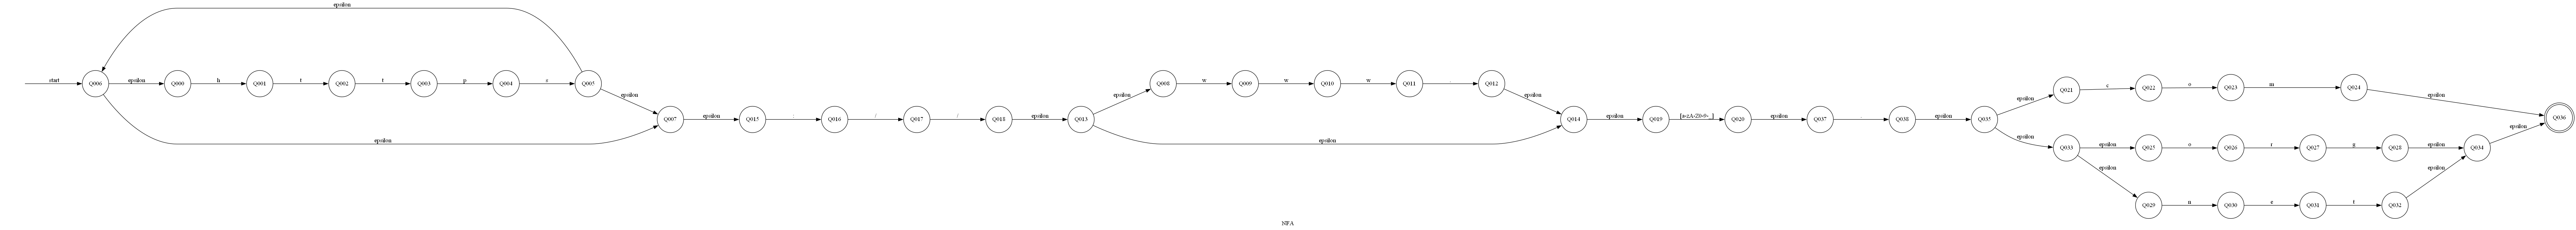 epsilon
start
Q006
epsilon
Q000
h
Q001
t
Q002
t
Q003
p
Q004
s
Q005
epsilon
epsilon
Q007
epsilon
Q015
:
Q016
/
Q017
/
Q018
epsilon
Q013
epsilon
Q008
w
Q009
w
Q010
w
Q011
.
Q012
epsilon
epsilon
Q014
epsilon
Q019
[a-zA-Z0-9-_]
Q020
epsilon
Q037
.
Q038
epsilon
Q035
epsilon
Q021
c
Q022
o
Q023
m
Q024
epsilon
Q036
epsilon
Q033
epsilon
Q025
o
Q026
r
Q027
g
Q028
epsilon
Q034
epsilon
epsilon
Q029
n
Q030
e
Q031
t
Q032
epsilon
NFA